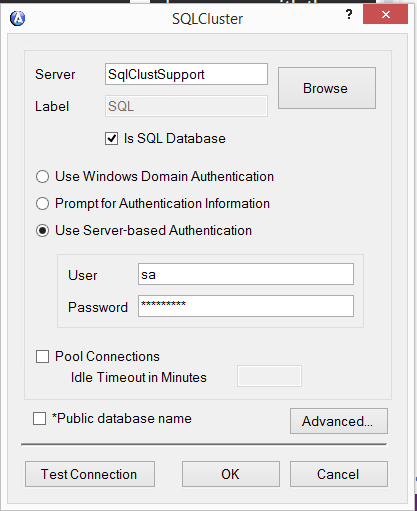 SQLCluster
?
Server SqlClustSupport
Browse
Label SQL
Is SQL Database
Use Windows Domain Authentication
Prompt for Authentication Information
Use Server-based Authentication
User sa
Password *********
Pool Connections
Idle Timeout in Minutes
*Public database name
Advanced...
Test Connection OK Cancel